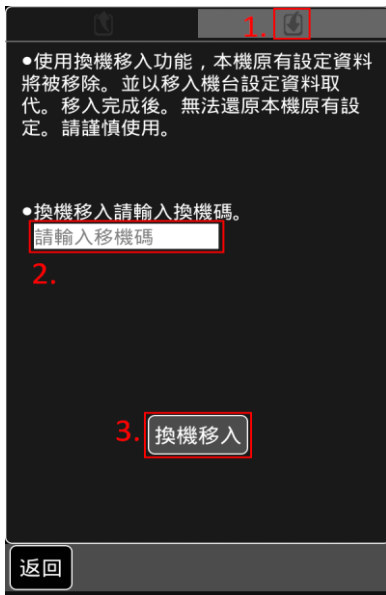 1.
●使用換機移入功能，本機原有設定資料
將被移除。並以移入機台設定資料取
代。移入完成後。無法還原本機原有設
定。請謹慎使用。
●換機移入請輸入換機碼。
請輸入移機碼
2.
3. 換機移入
返回